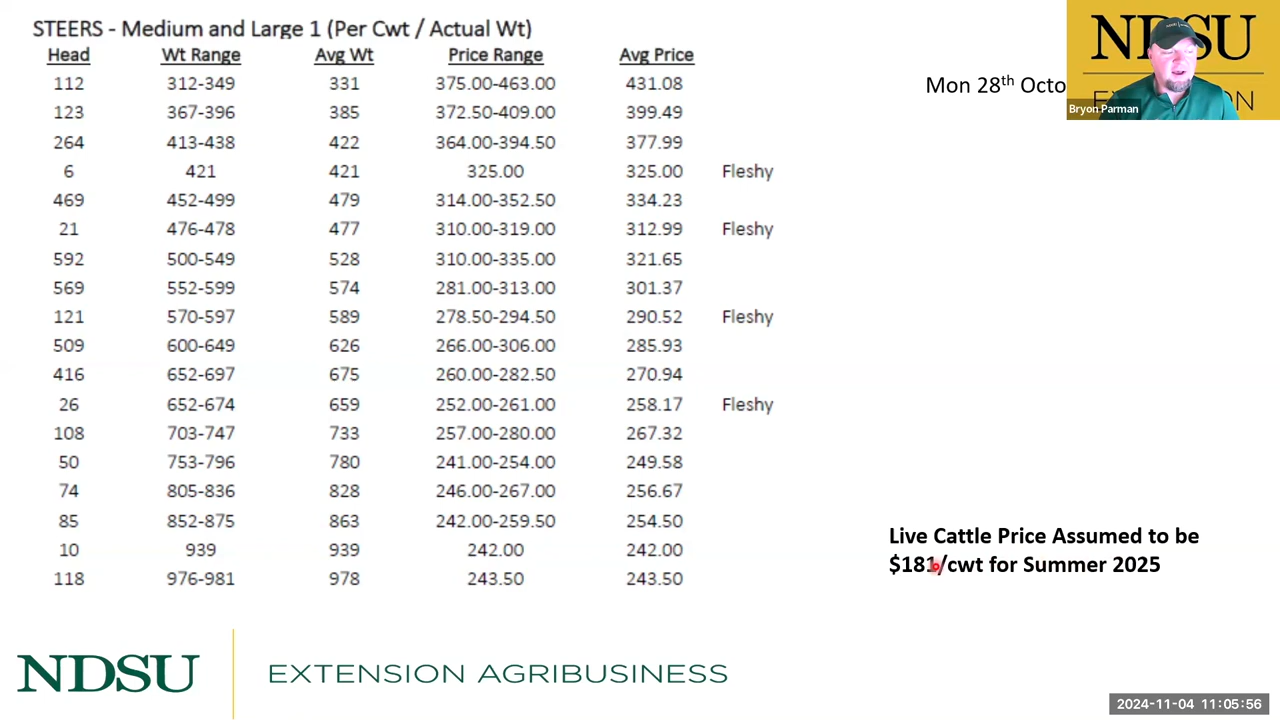 STEERS - Medium and Large 1 (Per Cwt / Actual Wt)
Head Wt Range Avg Wt Price Range Avg Price
112 312-349 331 375.00-463.00 431.08
123 367-396 385 372.50-409.00 399.49
264 413-438 422 364.00-394.50 377.99
6 421 421 325.00 325.00 Fleshy
469 452-499 479 314.00-352.50 334.23
21 476-478 477 310.00-319.00 312.99 Fleshy
592 500-549 528 310.00-335.00 321.65
569 552-599 574 281.00-313.00 301.37
121 570-597 589 278.50-294.50 290.52 Fleshy
509 600-649 626 266.00-306.00 285.93
416 652-697 675 260.00-282.50 270.94
26 652-674 659 252.00-261.00 258.17 Fleshy
108 703-747 733 257.00-280.00 267.32
50 753-796 780 241.00-254.00 249.58
74 805-836 828 246.00-267.00 256.67
85 852-875 863 242.00-259.50 254.50
10 939 939 242.00 242.00
118 976-981 978 243.50 243.50
Mon 28th Octo
NDSU
Bryon Parman
Live Cattle Price Assumed to be
$181/cwt for Summer 2025
NDSU EXTENSION AGRIBUSINESS
2024-11-04 11:05:56